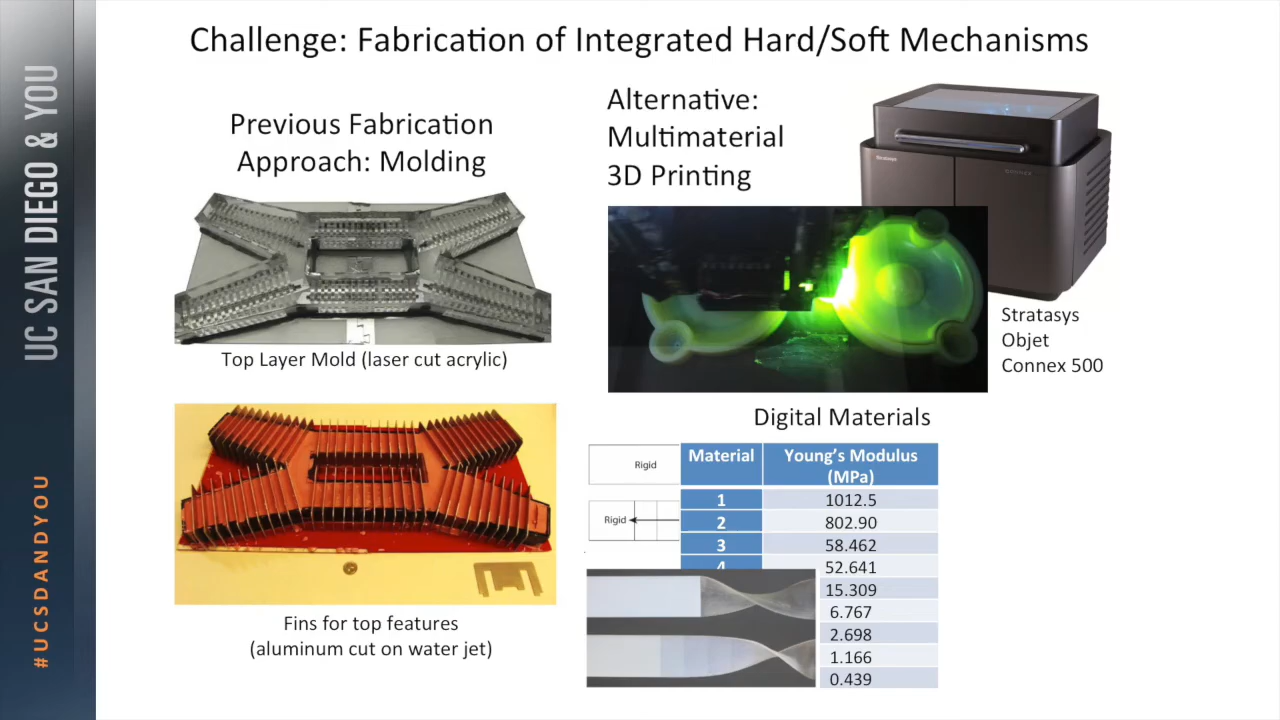 Challenge: Fabrication of Integrated Hard/Soft Mechanisms
UC SAN DIEGO & YOU
#UCSDANDYOU
Previous Fabrication
Approach: Molding
Top Layer Mold (laser cut acrylic)
Fins for top features
(aluminum cut on water jet)
Alternative:
Multimaterial
3D Printing
Stratasys
Stratasys
Objet
Connex 500
Digital Materials
Rigid
Rigid
Material Young's Modulus
(MPa)
1 1012.5
2 802.90
3 58.462
4 52.641
15.309
6.767
2.698
1.166
0.439